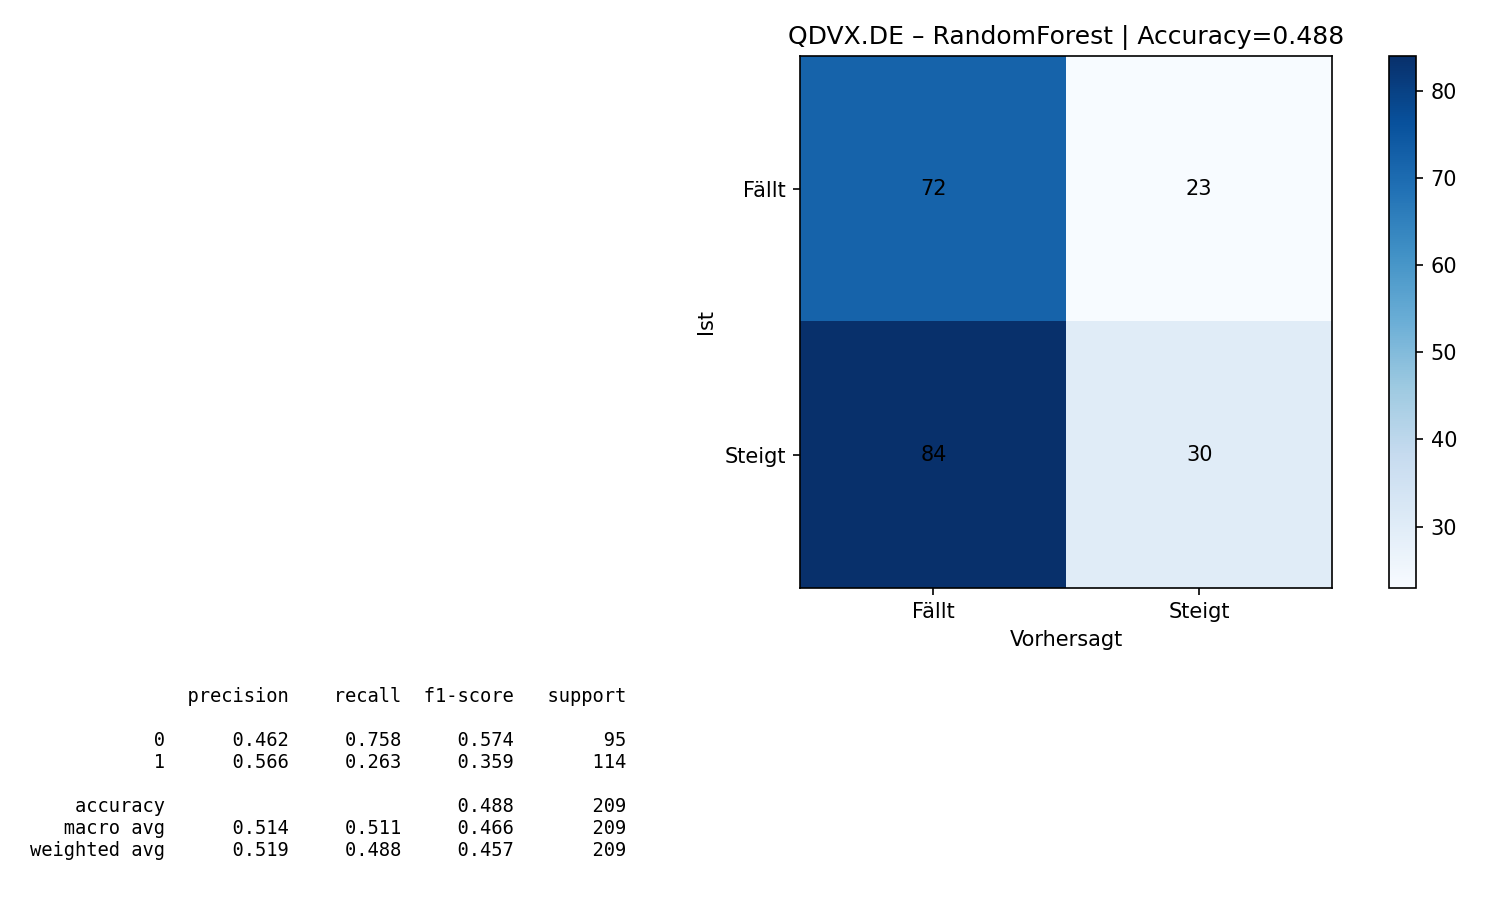 QDVX.DE – RandomForest | Accuracy=0.488
72 23
84 30
Fällt
Steigt
Ist
Fällt Steigt
Vorhersagt
80
70
60
50
40
30
precision recall f1-score support
0 0.462 0.758 0.574 95
1 0.566 0.263 0.359 114
accuracy 0.488 209
macro avg 0.514 0.511 0.466 209
weighted avg 0.519 0.488 0.457 209